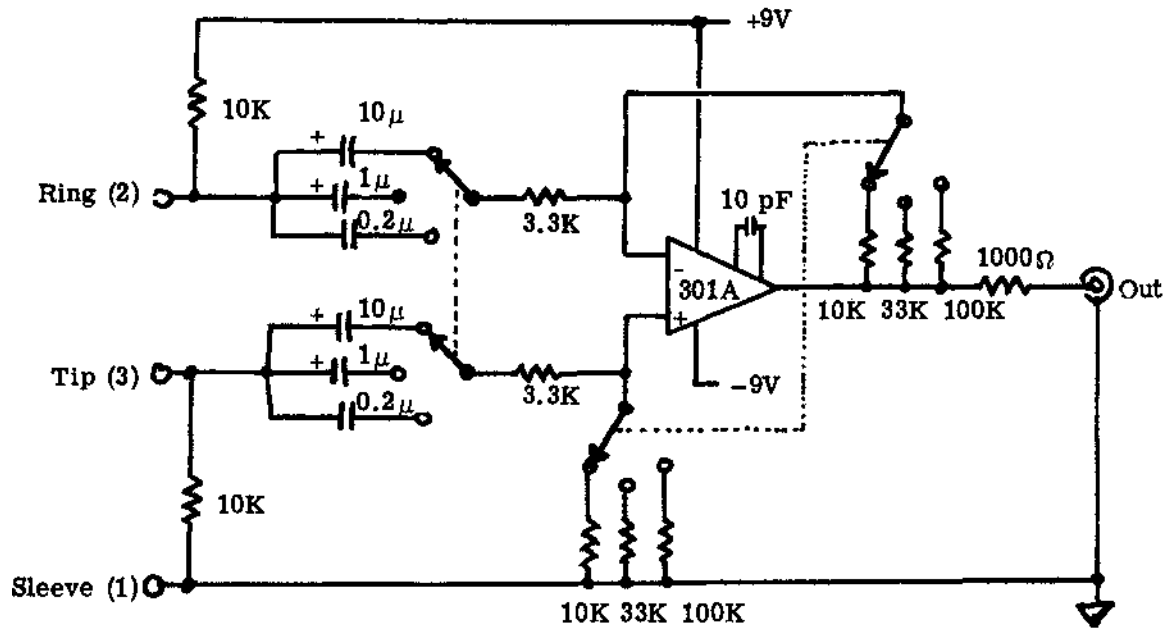 +9V
10K
+ 10μ
Ring (2)
+ 1μ
0.2μ
3.3K
10 pF
-
301A
+
1000Ω
Out
10K 33K 100K
+ 10μ
Tip (3)
+ 1μ
0.2μ
3.3K
-9V
10K
Sleeve (1)
10K 33K 100K